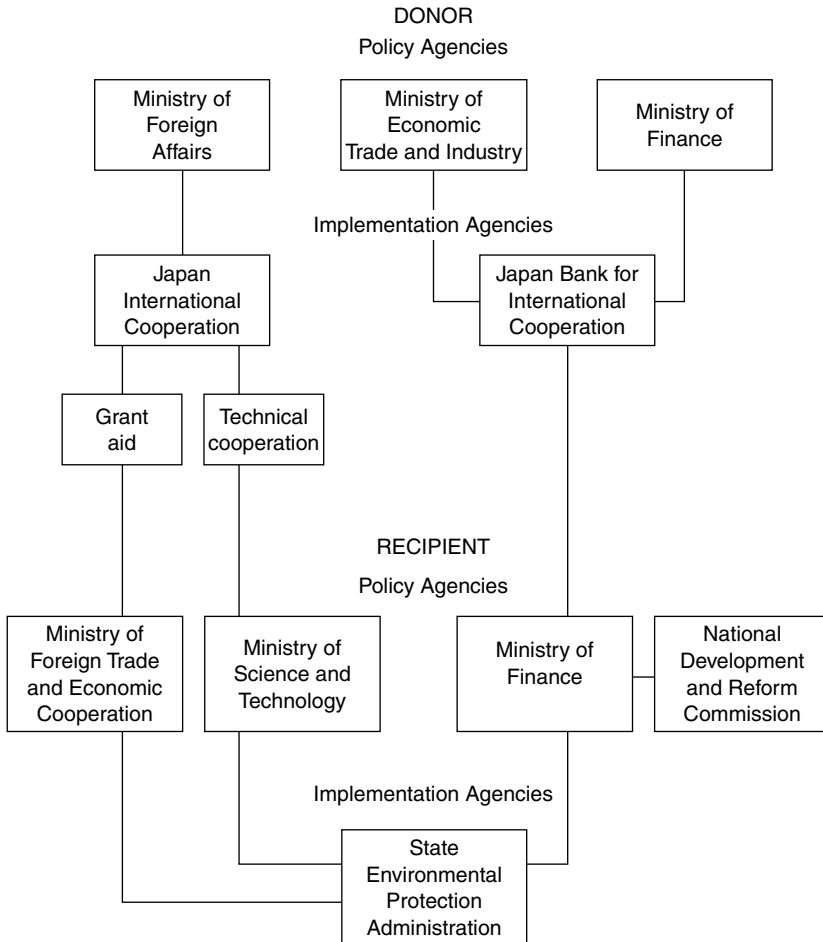 DONOR
Policy Agencies
Ministry of
Foreign
Affairs
Ministry of
Economic
Trade and Industry
Ministry of
Finance
Implementation Agencies
Japan
International
Cooperation
Japan Bank for
International
Cooperation
Grant
aid
Technical
cooperation
RECIPIENT
Policy Agencies
Ministry of
Foreign Trade
and Economic
Cooperation
Ministry of
Science and
Technology
Ministry of
Finance
National
Development
and Reform
Commission
Implementation Agencies
State
Environmental
Protection
Administration